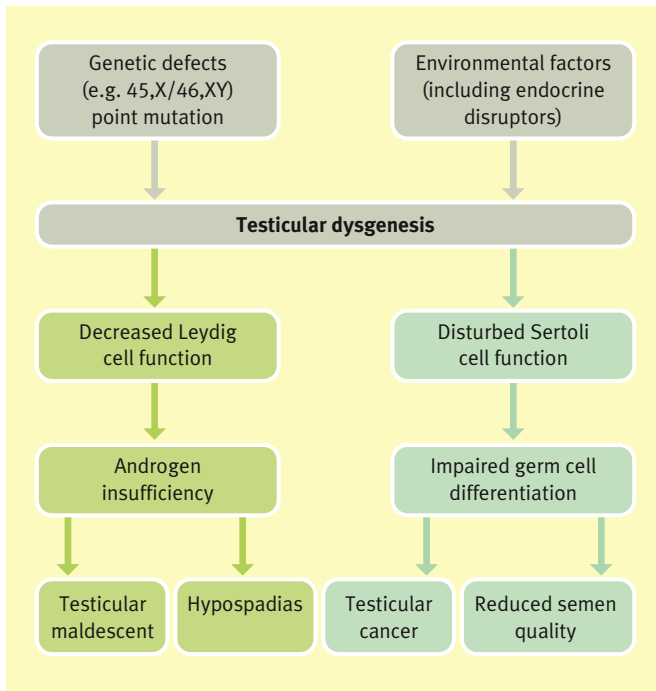 Genetic defects
(e.g. 45,X/46,XY)
point mutation
Environmental factors
(including endocrine
disruptors)
Testicular dysgenesis
Decreased Leydig
cell function
Disturbed Sertoli
cell function
Androgen
insufficiency
Impaired germ cell
differentiation
Testicular
maldescent
Hypospadias
Testicular
cancer
Reduced semen
quality